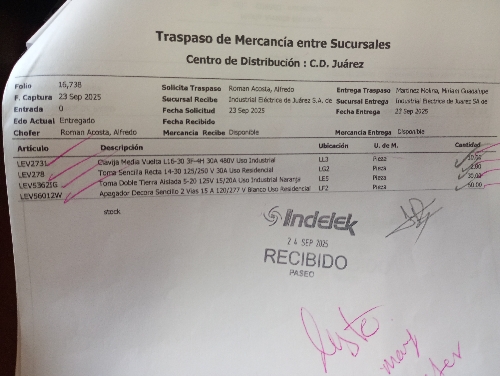 Traspaso de Mercancía entre Sucursales
Centro de Distribución : C.D. Juárez
Folio 16,738 Solicita Traspaso Roman Acosta, Alfredo Entrega Traspaso Martinez Molina, Miriam Guadalupe
F. Captura 23 Sep 2025 Sucursal Recibe Industrial Eléctrica de Juárez S.A. de Sucursal Entrega Industrial Eléctrica de Juárez SA de
Entrada 0 Fecha Solicitud 23 Sep 2025 Fecha Entrega 23 Sep 2025
Edo Actual Entregado Fecha Recibido
Chofer Roman Acosta, Alfredo Mercancia Recibe Disponible Mercancia Entrega Disponible
Artículo Descripción Ubicación U. de M. Cantidad
LEV2731 Clavija Media Vuelta L16-30 3F-4H 30A 480V Uso Industrial LL3 Pieza
LEV278 Toma Sencilla Recta 14-30 125/250 V 30A Uso Residencial LG2 Pieza
LEV5362IG Toma Doble Tierra Aislada 5-20 125V 15/20A Uso Industrial Naranja LE5 Pieza
LEV56012W Apagador Decora Sencillo 2 Vias 15 A 120/277 V Blanco Uso Residencial LF2 Pieza
stock
Indelek
24 SEP 2025
RECIBIDO
PASEO